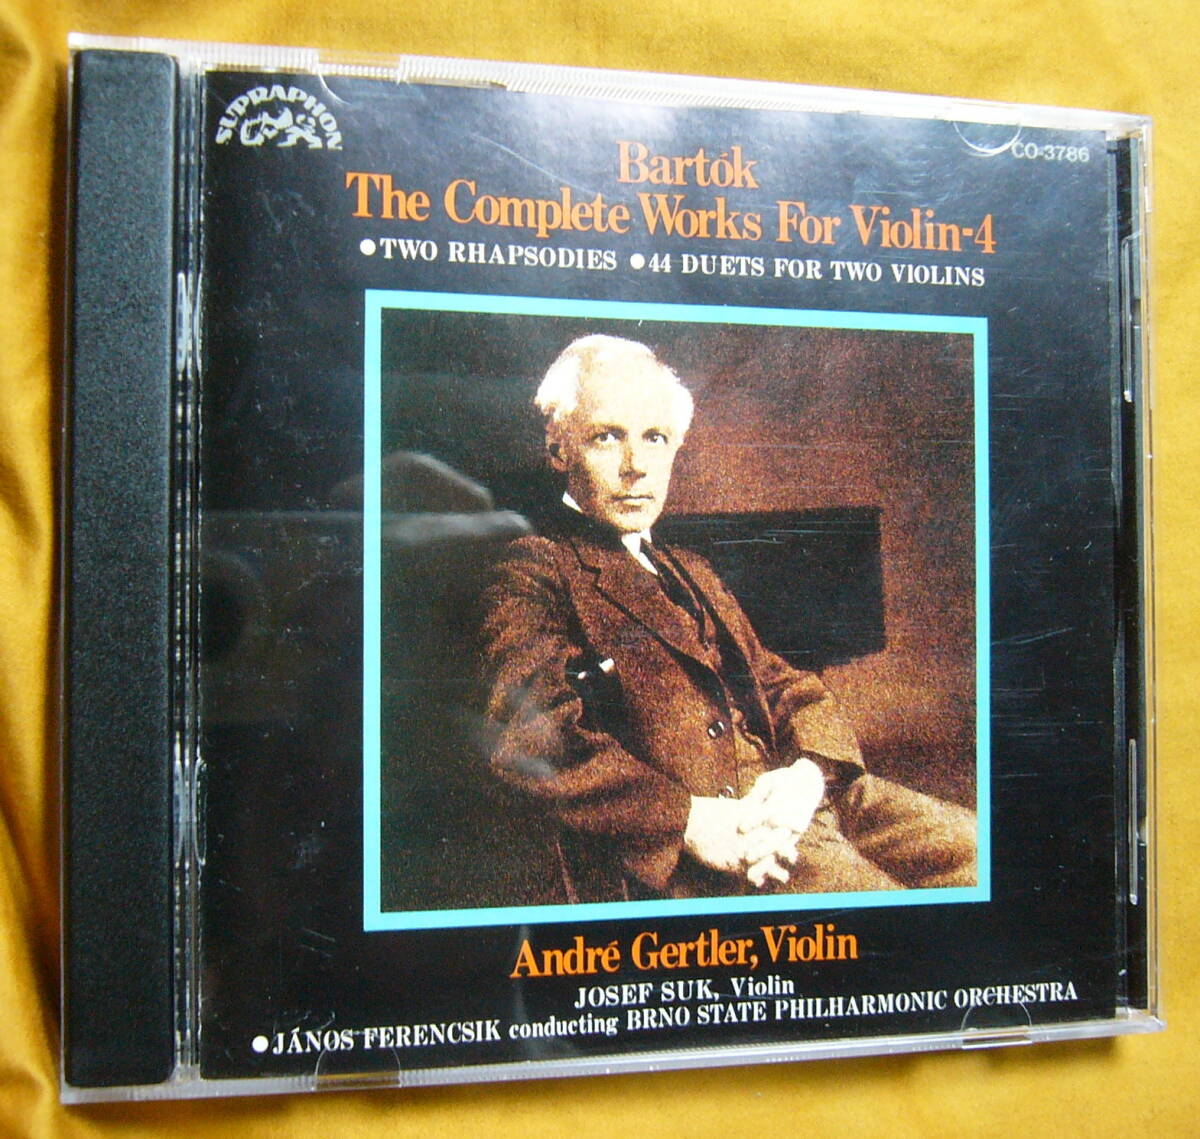 SUPRAPHON
CO-3786
Bartók
The Complete Works For Violin-4
●TWO RHAPSODIES ●44 DUETS FOR TWO VIOLINS
André Gertler, Violin
JOSEF SUK, Violin
●JÁNOS FERENCSIK conducting BRNO STATE PHILHARMONIC ORCHESTRA